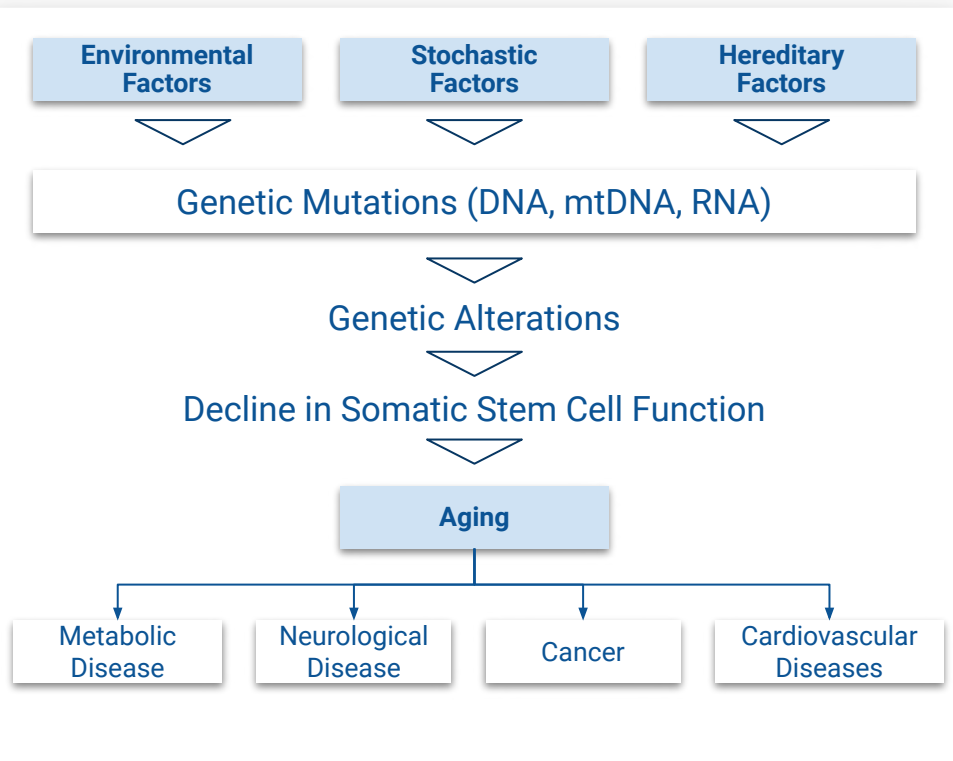 Environmental
Factors
Stochastic
Factors
Hereditary
Factors
Genetic Mutations (DNA, mtDNA, RNA)
Genetic Alterations
Decline in Somatic Stem Cell Function
Aging
Metabolic
Disease
Neurological
Disease
Cancer
Cardiovascular
Diseases